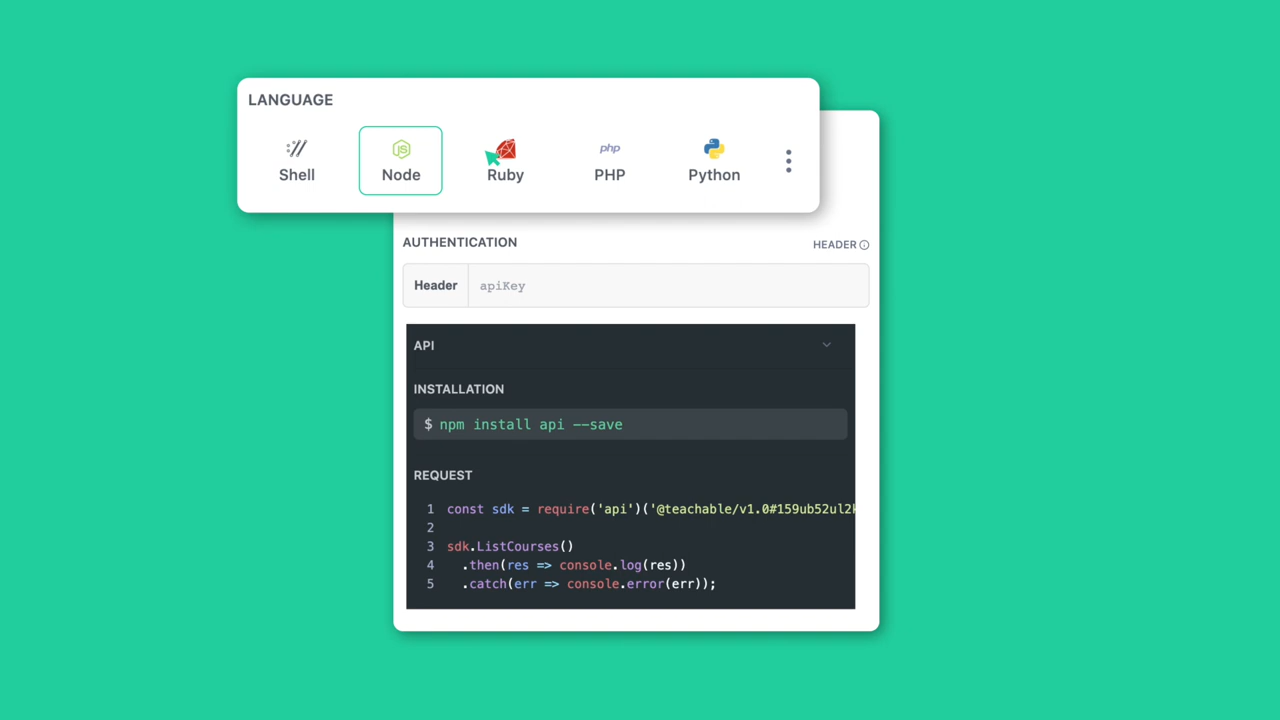 LANGUAGE
JS
php
Shell Node Ruby PHP Python
AUTHENTICATION HEADER
Header apiKey
API
INSTALLATION
$ npm install api --save
REQUEST
1 const sdk = require('api')('@teachable/v1.0#159ub52ul2
2
3 sdk.ListCourses()
4 .then(res => console.log(res))
5 .catch(err => console.error(err));